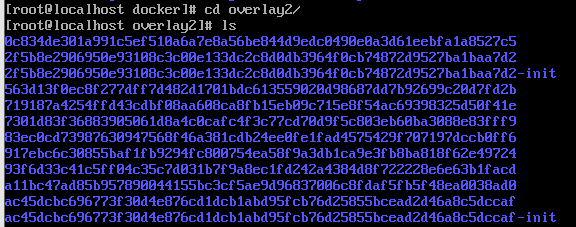 [root@localhost docker]# cd overlay2/
[root@localhost overlay2]# ls
0c834de301a991c5ef510a6a7e8a56be844d9edc0490e0a3d61eebfa1a8527c5
2f5b8e2906950e93108c3c00e133dc2c8d0db3964f0cb74872d9527ba1baa7d2
2f5b8e2906950e93108c3c00e133dc2c8d0db3964f0cb74872d9527ba1baa7d2-init
563d13f0ec8f277dff7d482d1701bdc613559020d98687dd7b92699c20d7fd2b
719187a4254ffd43cdbf08aa608ca8fb15eb09c715e8f54ac69398325d50f41e
7301d83f36883905061d8a4c0cafc4f3c77cd70d9f5c803eb60ba3088e83fff9
83ec0cd73987630947568f46a381cdb24ee0fe1fad4575429f707197dccb0ff6
917ebc6c30855baf1fb9294fc800754ea58f9a3db1ca9e3fb8ba818f62e49724
93f6d33c41c5ff04c35c7d031b7f9a8ec1fd242a4384d8f722228e6e63b1facd
a11bc47ad85b957890044155bc3cf5ae9d96837006c8fdaf5fb5f48ea0038ad0
ac45dcbc696773f30d4e876cd1dcb1abd95fcb76d25855bcead2d46a8c5dccaf
ac45dcbc696773f30d4e876cd1dcb1abd95fcb76d25855bcead2d46a8c5dccaf-init